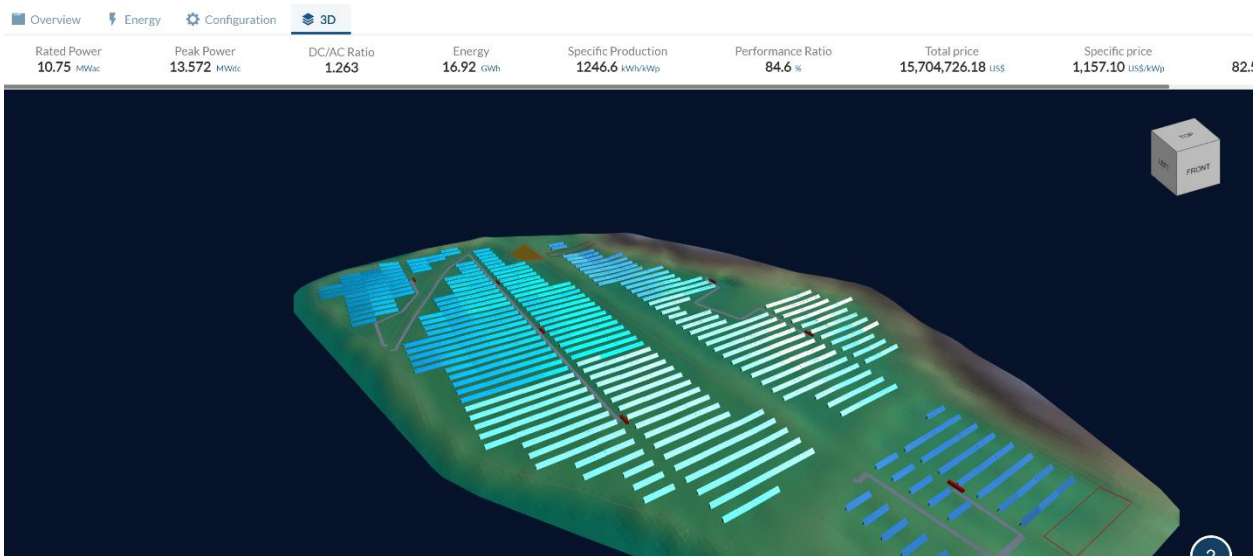 Overview Energy Configuration 3D
Rated Power Peak Power DC/AC Ratio Energy Specific Production Performance Ratio Total price Specific price
10.75 MWac 13.572 MWdc 1.263 16.92 GWh 1246.6 kWh/kWp 84.6 % 15,704,726.18 US$ 1,157.10 US$/kWp 82.5
TOP
LEFT FRONT
?